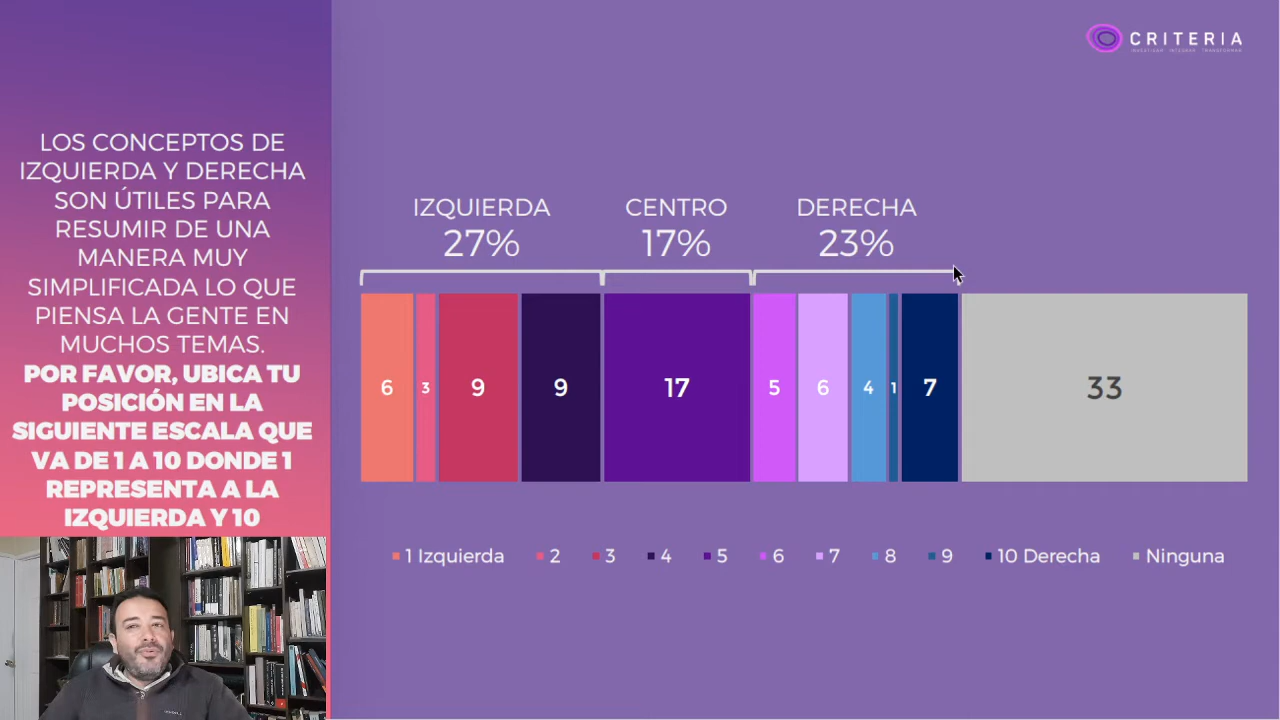 CRITERIA
INVESTIGAR INTEGRAR TRANSFORMAR
LOS CONCEPTOS DE
IZQUIERDA Y DERECHA
SON ÚTILES PARA
RESUMIR DE UNA
MANERA MUY
SIMPLIFICADA LO QUE
PIENSA LA GENTE EN
MUCHOS TEMAS.
POR FAVOR, UBICA TU
POSICIÓN EN LA
SIGUIENTE ESCALA QUE
VA DE 1 A 10 DONDE 1
REPRESENTA A LA
IZQUIERDA Y 10
IZQUIERDA CENTRO DERECHA
27% 17% 23%
6 3 9 9 17 5 6 4 1 7 33
1 Izquierda 2 3 4 5 6 7 8 9 10 Derecha Ninguna